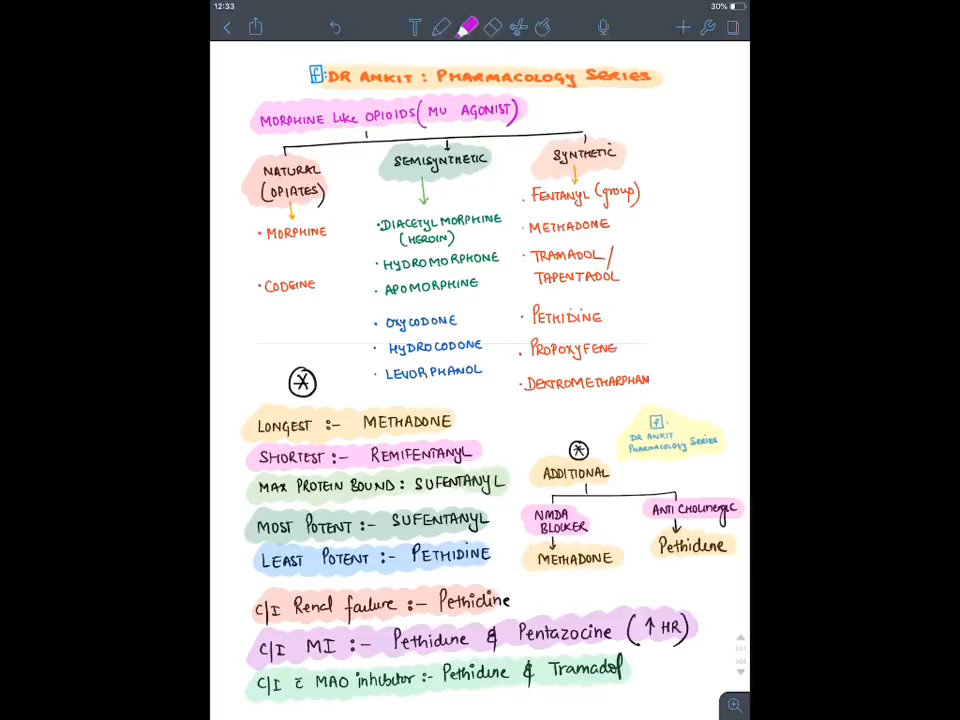 12:33
30%
T
f:DR ANKIT : PHARMACOLOGY SERIES
MORPHINE LIKE OPIOIDS (MU AGONIST)
NATURAL
(OPIATES)
• MORPHINE
• CODEINE
SEMISYNTHETIC
• DIACETYL MORPHINE
(HEROIN)
• HYDROMORPHONE
• APOMORPHINE
• OXYCODONE
• HYDROCODONE
• LEVORPHANOL
SYNTHETIC
• FENTANYL (group)
• METHADONE
• TRAMADOL /
TAPENTADOL
• PETHIDINE
• PROPOXYFENE
• DEXTROMETHARPHAN
LONGEST :- METHADONE
SHORTEST :- REMIFENTANYL
MAX PROTEIN BOUND : SUFENTANYL
MOST POTENT :- SUFENTANYL
LEAST POTENT :- PETHIDINE
f:
DR ANKIT
PHARMACOLOGY SERIES
ADDITIONAL
NMDA
BLOCKER
METHADONE
ANTI CHOLINERGIC
Pethidine
C/I Renal failure :- Pethidine
C/I MI :- Pethidine & Pentazocine (↑ HR)
C/I c̄ MAO inhibitor :- Pethidine & Tramadol